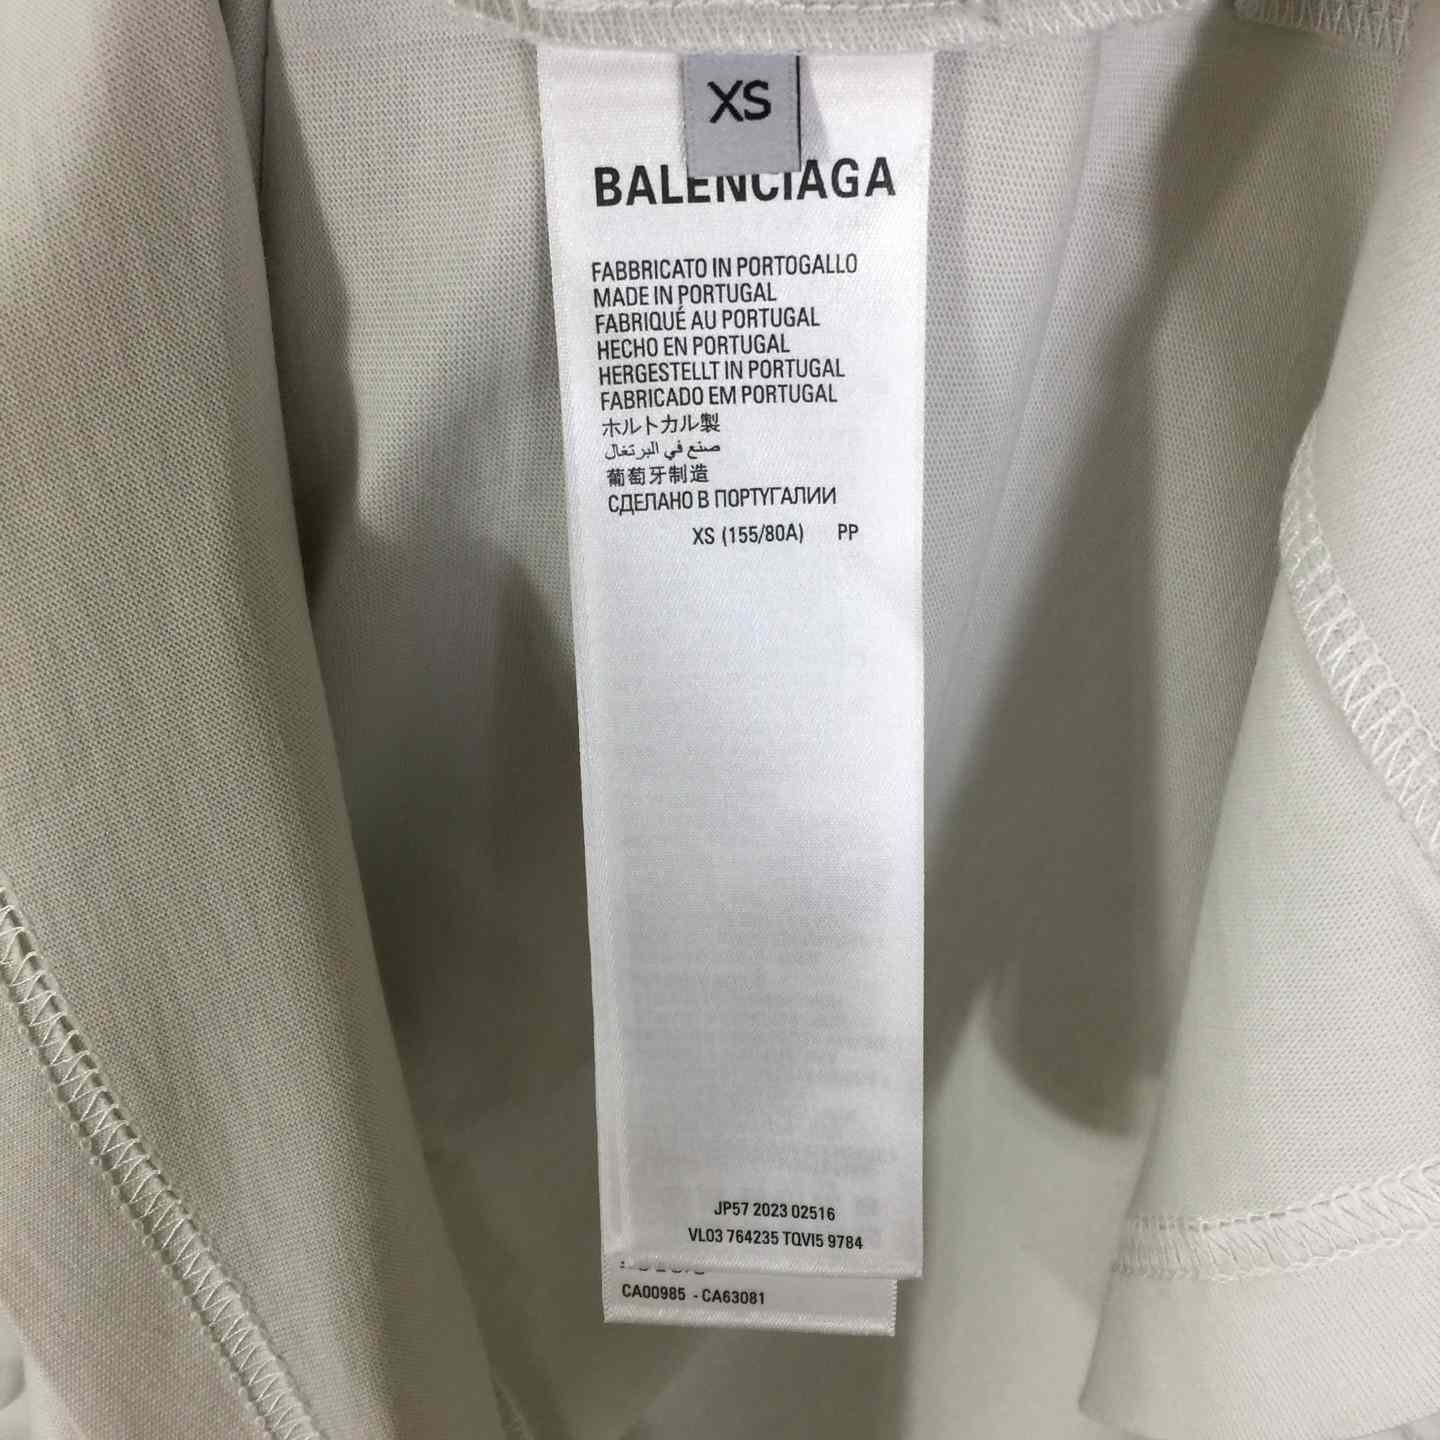 XS
BALENCIAGA
FABBRICATO IN PORTOGALLO
MADE IN PORTUGAL
FABRIQUÉ AU PORTUGAL
HECHO EN PORTUGAL
HERGESTELLT IN PORTUGAL
FABRICADO EM PORTUGAL
ホルトカル製
صنع في البرتغال
葡萄牙制造
СДЕЛАНО В ПОРТУГАЛИИ
XS (155/80A) PP
JP57 2023 02516
VL03 764235 TQVI5 9784
CA00985 - CA63081